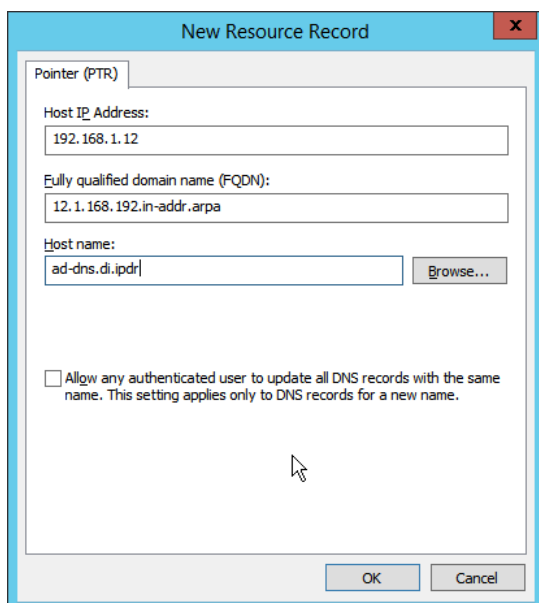 New Resource Record
x
Pointer (PTR)
Host IP Address:
192.168.1.12
Fully qualified domain name (FQDN):
12.1.168.192.in-addr.arpa
Host name:
ad-dns.di.ipdr
Browse...
Allow any authenticated user to update all DNS records with the same
name. This setting applies only to DNS records for a new name.
OK
Cancel